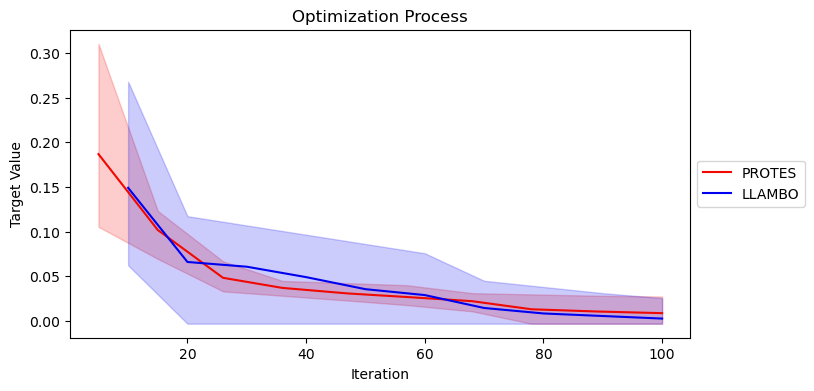 Optimization Process
Target Value
0.30
0.25
0.20
0.15
0.10
0.05
0.00
20 40 60 80 100
Iteration
PROTES
LLAMBO